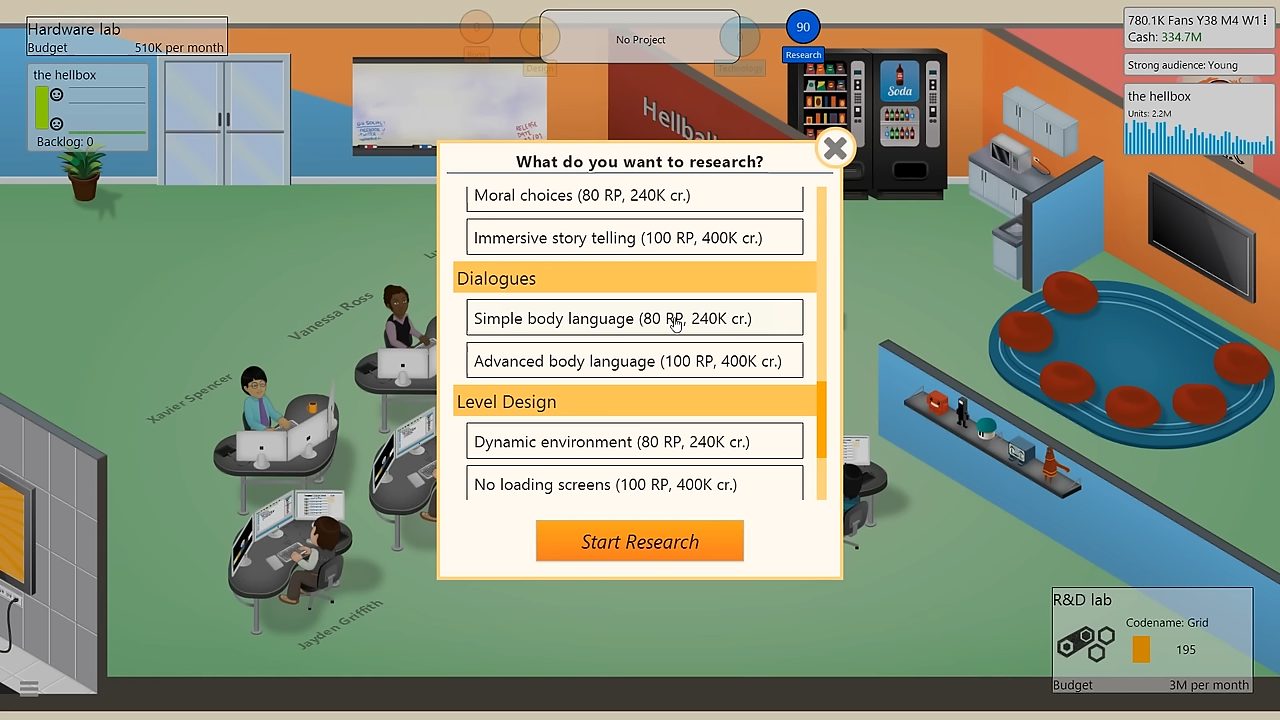 Hardware lab
Budget 510K per month
the hellbox
Backlog: 0
No Project
90
Research
Design
Technology
780.1K Fans Y38 M4 W1
Cash: 334.7M
Strong audience: Young
the hellbox
Units: 2.2M
Soda
RELEASE
What do you want to research?
Moral choices (80 RP, 240K cr.)
Immersive story telling (100 RP, 400K cr.)
Dialogues
Simple body language (80 RP, 240K cr.)
Advanced body language (100 RP, 400K cr.)
Level Design
Dynamic environment (80 RP, 240K cr.)
No loading screens (100 RP, 400K cr.)
Start Research
Vanessa Ross
Xavier Spencer
Jayden Griffith
R&D lab
Codename: Grid
195
Budget 3M per month